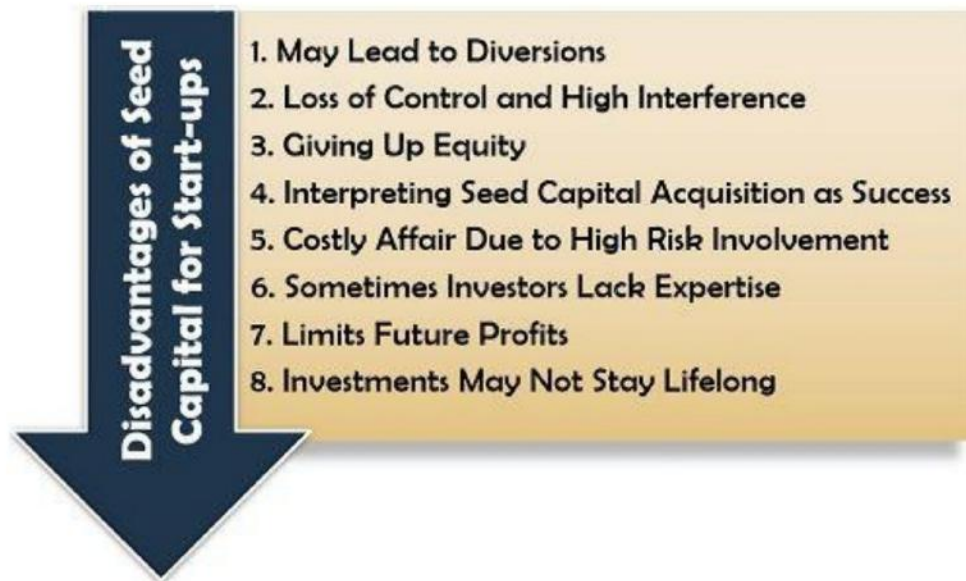 Disadvantages of Seed
Capital for Start-ups
1. May Lead to Diversions
2. Loss of Control and High Interference
3. Giving Up Equity
4. Interpreting Seed Capital Acquisition as Success
5. Costly Affair Due to High Risk Involvement
6. Sometimes Investors Lack Expertise
7. Limits Future Profits
8. Investments May Not Stay Lifelong